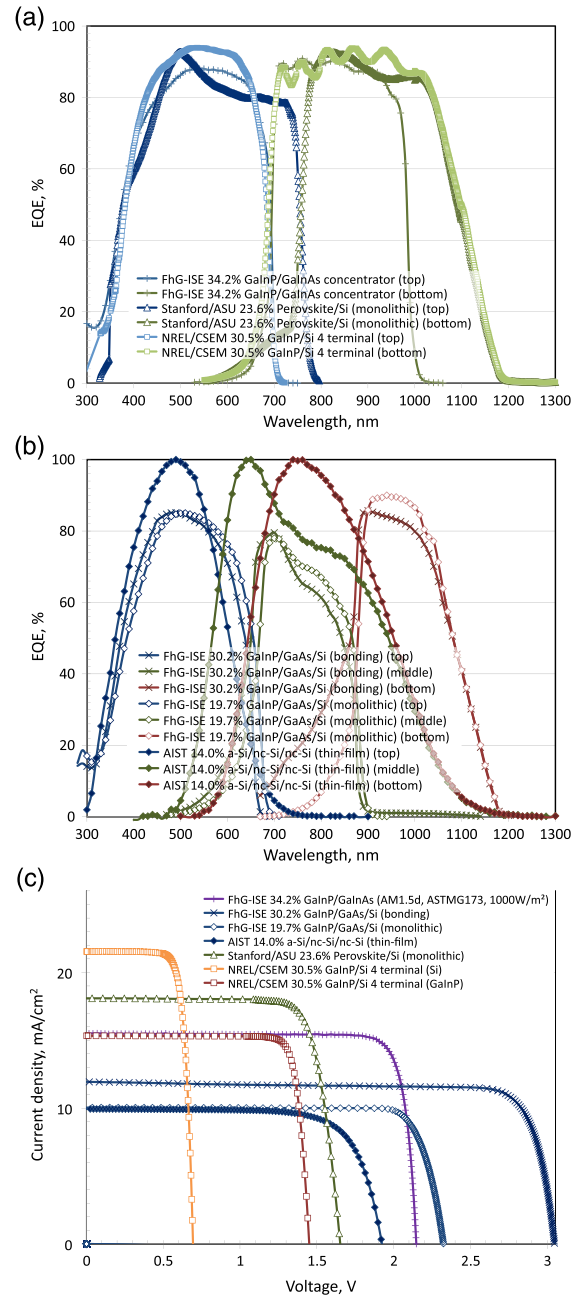 (a)
100
80
60
40
20
0
EQE, %
FhG-ISE 34.2% GaInP/GaInAs concentrator (top)
FhG-ISE 34.2% GaInP/GaInAs concentrator (bottom)
Stanford/ASU 23.6% Perovskite/Si (monolithic) (top)
Stanford/ASU 23.6% Perovskite/Si (monolithic) (bottom)
NREL/CSEM 30.5% GaInP/Si 4 terminal (top)
NREL/CSEM 30.5% GaInP/Si 4 terminal (bottom)
300 400 500 600 700 800 900 1000 1100 1200 1300
Wavelength, nm
(b)
100
80
60
40
20
0
EQE, %
FhG-ISE 30.2% GaInP/GaAs/Si (bonding) (top)
FhG-ISE 30.2% GaInP/GaAs/Si (bonding) (middle)
FhG-ISE 30.2% GaInP/GaAs/Si (bonding) (bottom)
FhG-ISE 19.7% GaInP/GaAs/Si (monolithic) (top)
FhG-ISE 19.7% GaInP/GaAs/Si (monolithic) (middle)
FhG-ISE 19.7% GaInP/GaAs/Si (monolithic) (bottom)
AIST 14.0% a-Si/nc-Si/nc-Si (thin-film) (top)
AIST 14.0% a-Si/nc-Si/nc-Si (thin-film) (middle)
AIST 14.0% a-Si/nc-Si/nc-Si (thin-film) (bottom)
300 400 500 600 700 800 900 1000 1100 1200 1300
Wavelength, nm
(c)
FhG-ISE 34.2% GaInP/GaInAs (AM1.5d, ASTMG173, 1000W/m²)
FhG-ISE 30.2% GaInP/GaAs/Si (bonding)
FhG-ISE 19.7% GaInP/GaAs/Si (monolithic)
AIST 14.0% a-Si/nc-Si/nc-Si (thin-film)
Stanford/ASU 23.6% Perovskite/Si (monolithic)
NREL/CSEM 30.5% GaInP/Si 4 terminal (Si)
NREL/CSEM 30.5% GaInP/Si 4 terminal (GaInP)
20
10
0
Current density, mA/cm²
0 0.5 1 1.5 2 2.5 3
Voltage, V